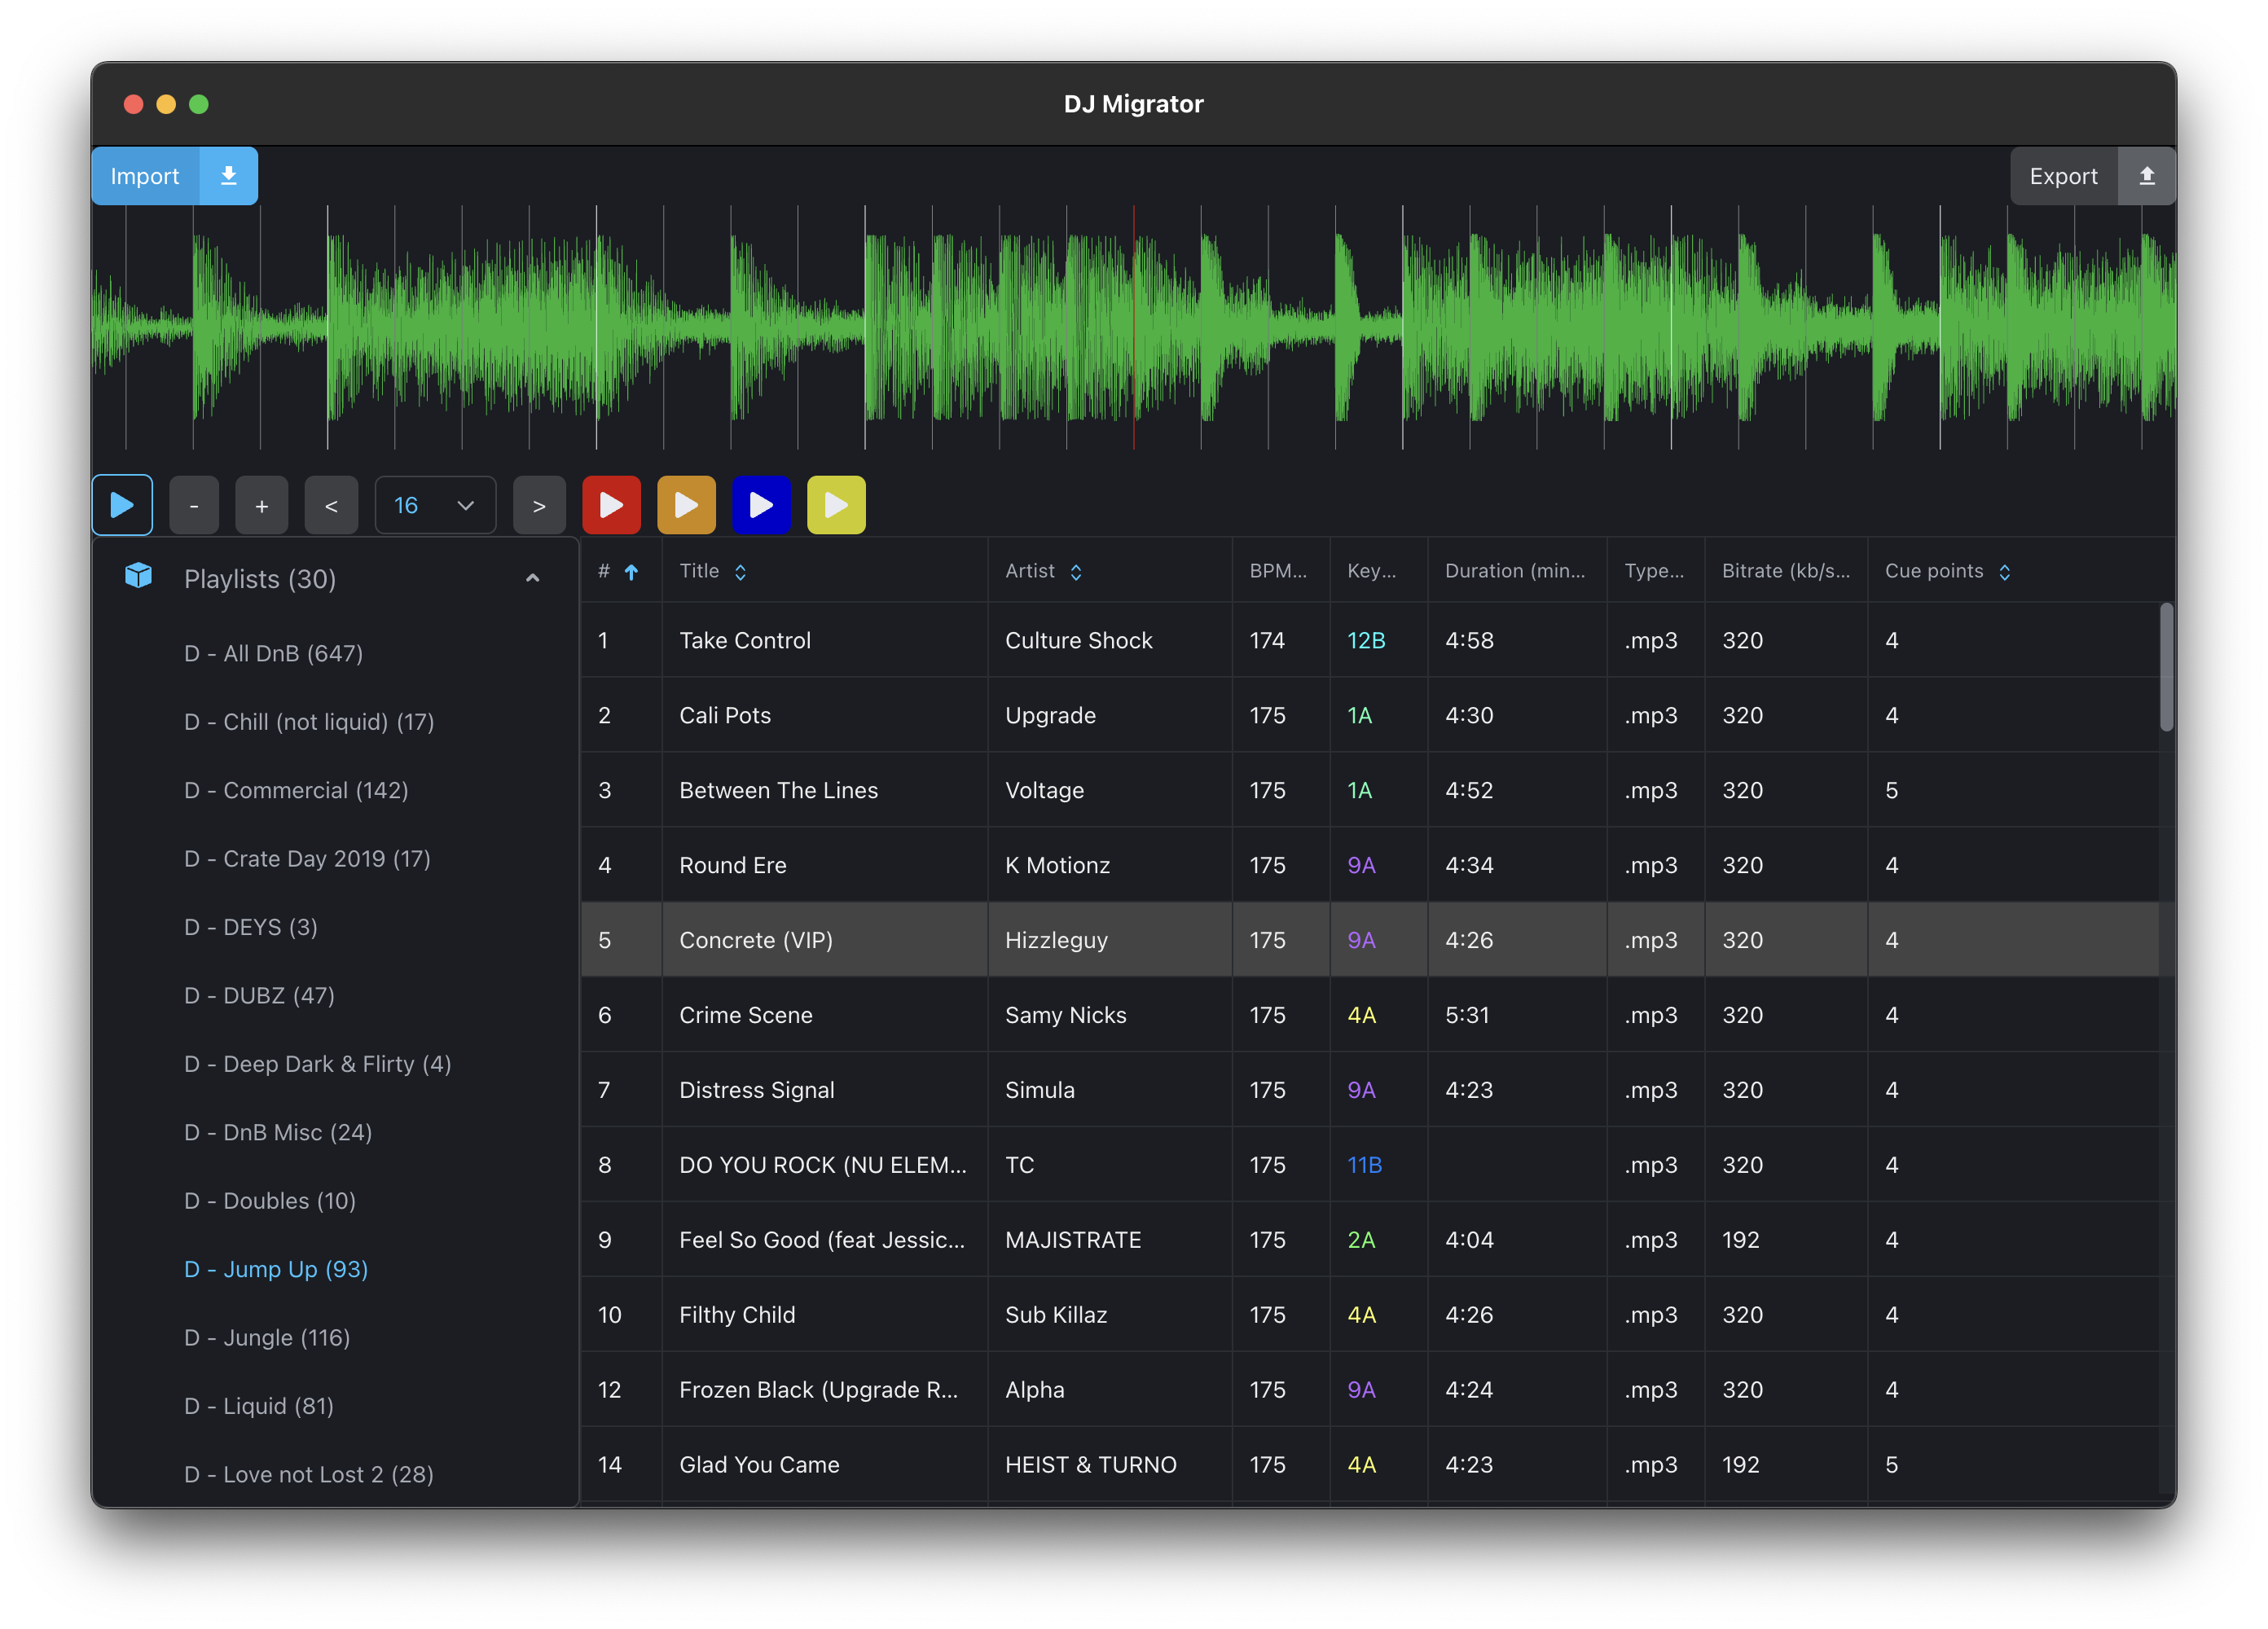 DJ Migrator
Import
Export
- + < 16 >
Playlists (30)
D - All DnB (647)
D - Chill (not liquid) (17)
D - Commercial (142)
D - Crate Day 2019 (17)
D - DEYS (3)
D - DUBZ (47)
D - Deep Dark & Flirty (4)
D - DnB Misc (24)
D - Doubles (10)
D - Jump Up (93)
D - Jungle (116)
D - Liquid (81)
D - Love not Lost 2 (28)
# Title Artist BPM... Key... Duration (min... Type... Bitrate (kb/s... Cue points
1 Take Control Culture Shock 174 12B 4:58 .mp3 320 4
2 Cali Pots Upgrade 175 1A 4:30 .mp3 320 4
3 Between The Lines Voltage 175 1A 4:52 .mp3 320 5
4 Round Ere K Motionz 175 9A 4:34 .mp3 320 4
5 Concrete (VIP) Hizzleguy 175 9A 4:26 .mp3 320 4
6 Crime Scene Samy Nicks 175 4A 5:31 .mp3 320 4
7 Distress Signal Simula 175 9A 4:23 .mp3 320 4
8 DO YOU ROCK (NU ELEM... TC 175 11B .mp3 320 4
9 Feel So Good (feat Jessic... MAJISTRATE 175 2A 4:04 .mp3 192 4
10 Filthy Child Sub Killaz 175 4A 4:26 .mp3 320 4
12 Frozen Black (Upgrade R... Alpha 175 9A 4:24 .mp3 320 4
14 Glad You Came HEIST & TURNO 175 4A 4:23 .mp3 192 5